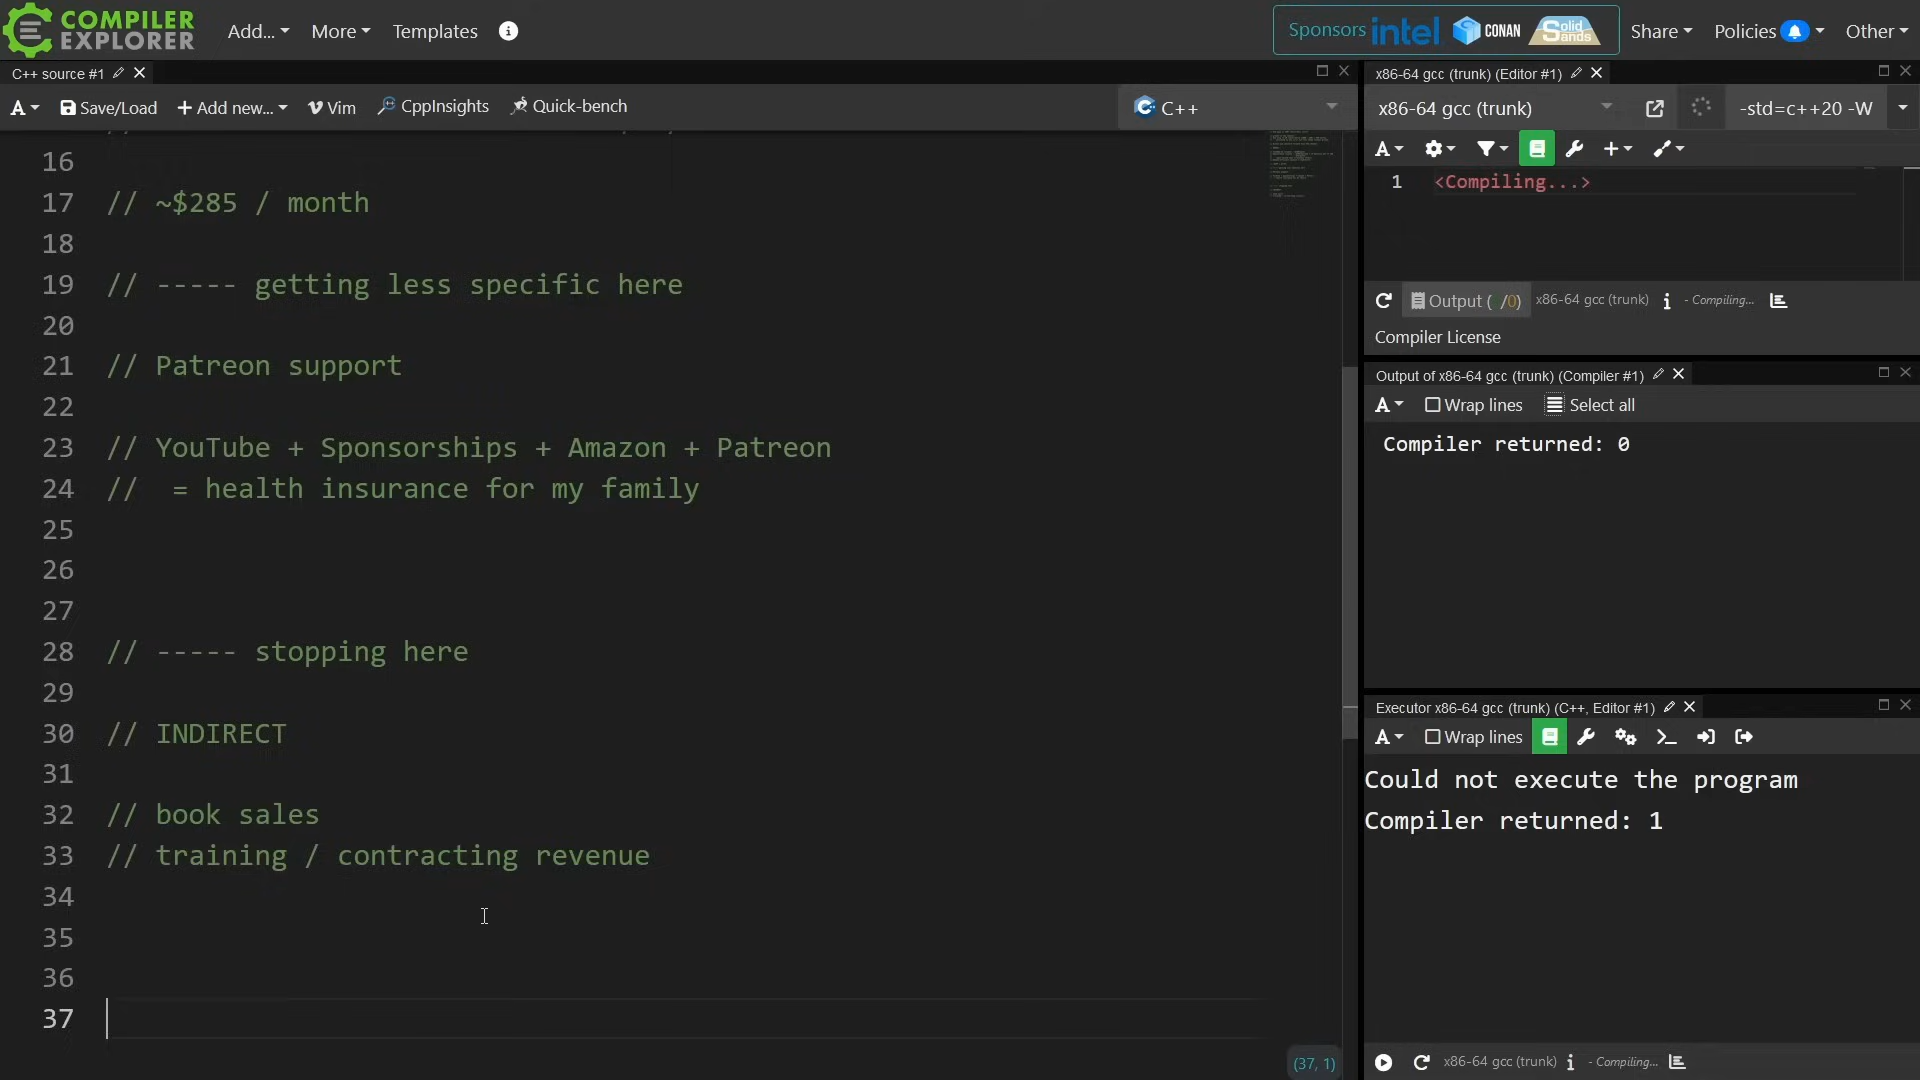 COMPILER EXPLORER Add... More Templates Sponsors intel CONAN Solid Sands Share Policies Other
C++ source #1
A Save/Load + Add new... Vim CppInsights Quick-bench C++
16
17 // ~$285 / month
18
19 // ----- getting less specific here
20
21 // Patreon support
22
23 // YouTube + Sponsorships + Amazon + Patreon
24 //  = health insurance for my family
25
26
27
28 // ----- stopping here
29
30 // INDIRECT
31
32 // book sales
33 // training / contracting revenue
34
35
36
37
(37, 1)
x86-64 gcc (trunk) (Editor #1)
x86-64 gcc (trunk) -std=c++20 -W
A
1 <Compiling...>
Output ( /0) x86-64 gcc (trunk) - Compiling...
Compiler License
Output of x86-64 gcc (trunk) (Compiler #1)
A Wrap lines Select all
Compiler returned: 0
Executor x86-64 gcc (trunk) (C++, Editor #1)
A Wrap lines
Could not execute the program
Compiler returned: 1
x86-64 gcc (trunk) - Compiling...